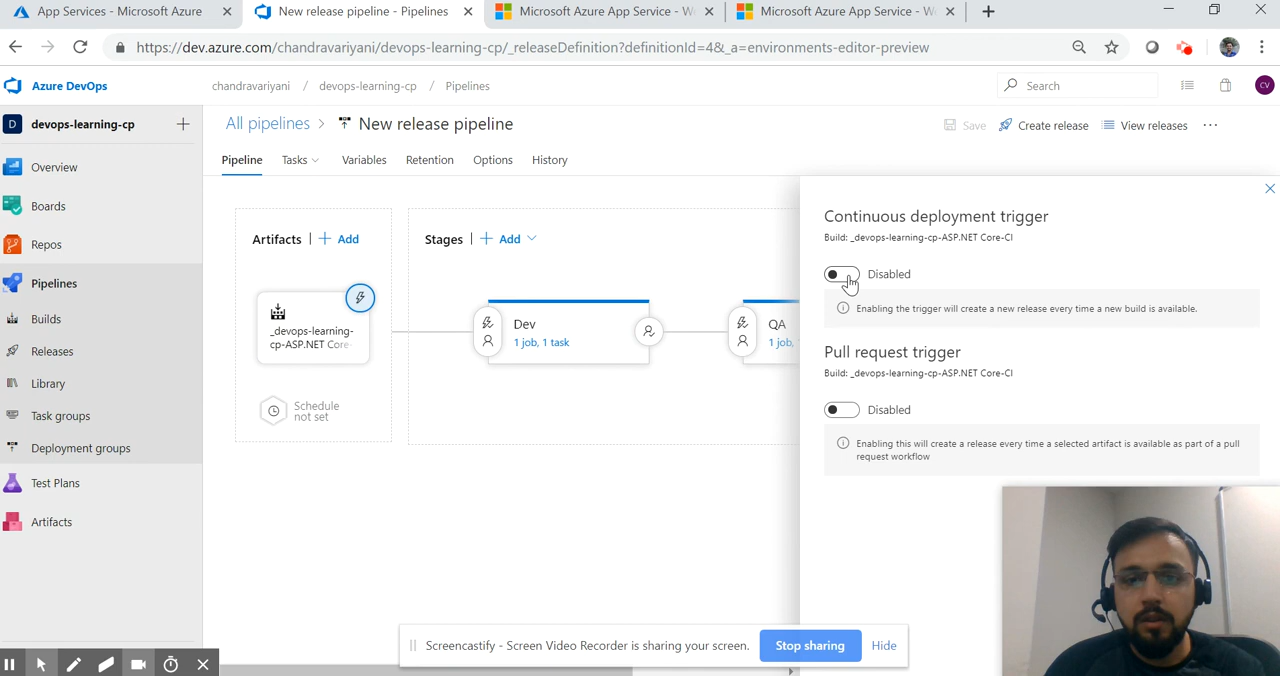 App Services - Microsoft Azure
New release pipeline - Pipelines
Microsoft Azure App Service - We
Microsoft Azure App Service - We
https://dev.azure.com/chandravariyani/devops-learning-cp/_releaseDefinition?definitionId=4&_a=environments-editor-preview
Azure DevOps
chandravariyani / devops-learning-cp / Pipelines
Search
CV
D devops-learning-cp
All pipelines > New release pipeline
Save
Create release
View releases
Pipeline
Tasks
Variables
Retention
Options
History
Overview
Boards
Repos
Pipelines
Builds
Releases
Library
Task groups
Deployment groups
Test Plans
Artifacts
Artifacts | + Add
_devops-learning-
cp-ASP.NET Core-
Schedule
not set
Stages | + Add
Dev
1 job, 1 task
QA
1 job,
Continuous deployment trigger
Build: _devops-learning-cp-ASP.NET Core-CI
Disabled
Enabling the trigger will create a new release every time a new build is available.
Pull request trigger
Build: _devops-learning-cp-ASP.NET Core-CI
Disabled
Enabling this will create a release every time a selected artifact is available as part of a pull
request workflow
Screencastify - Screen Video Recorder is sharing your screen.
Stop sharing
Hide